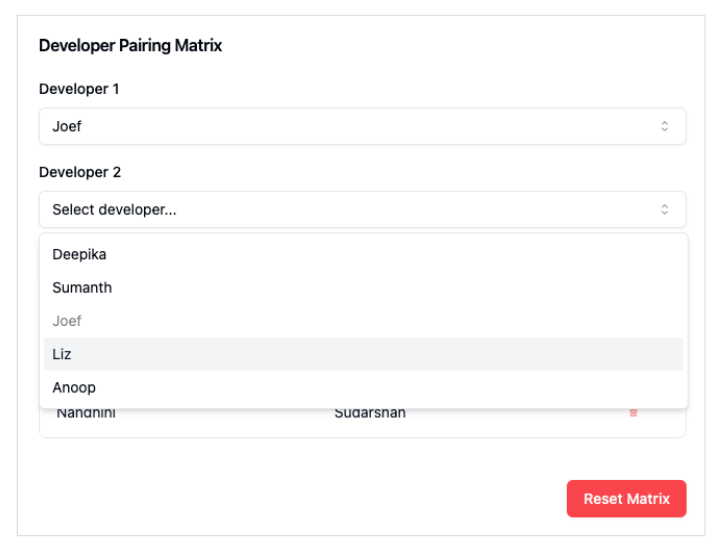 Developer Pairing Matrix
Developer 1
Joef
Developer 2
Select developer...
Deepika
Sumanth
Joef
Liz
Anoop
Nandhini Sudarshan
Reset Matrix